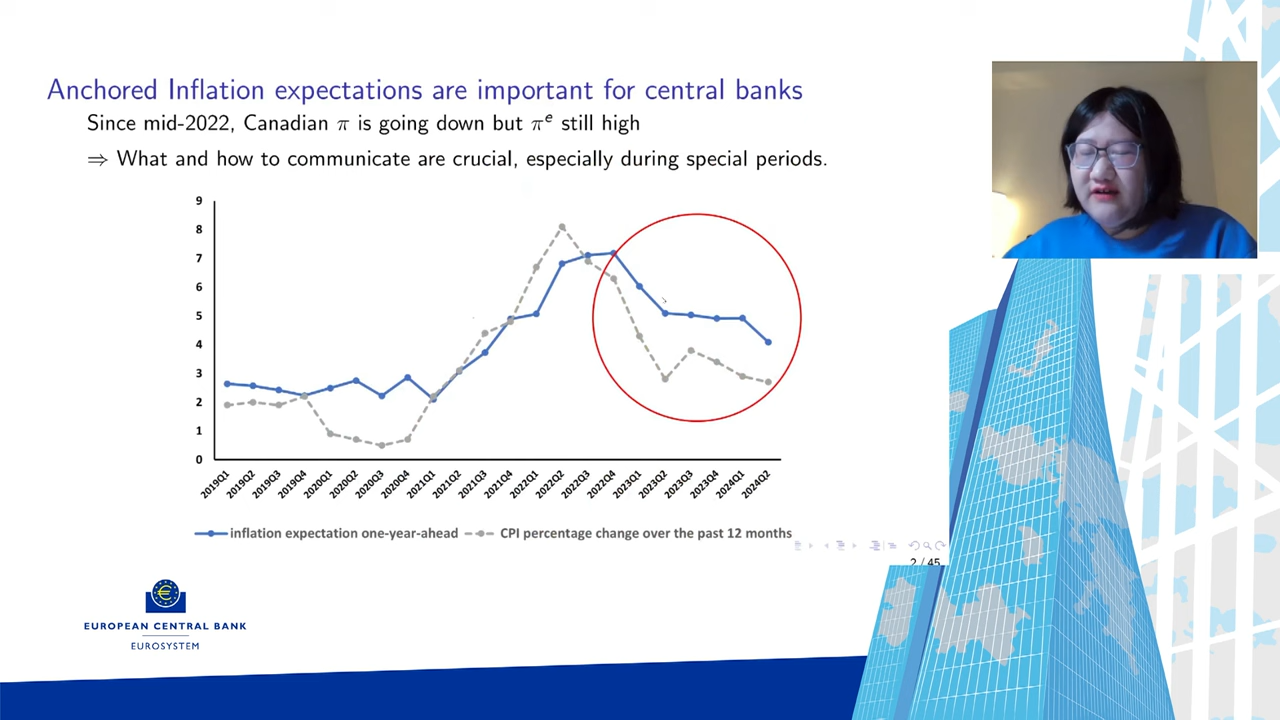 Anchored Inflation expectations are important for central banks
Since mid-2022, Canadian π is going down but πᵉ still high
⇒ What and how to communicate are crucial, especially during special periods.
9
8
7
6
5
4
3
2
1
0
2019Q1 2019Q2 2019Q3 2019Q4 2020Q1 2020Q2 2020Q3 2020Q4 2021Q1 2021Q2 2021Q3 2021Q4 2022Q1 2022Q2 2022Q3 2022Q4 2023Q1 2023Q2 2023Q3 2023Q4 2024Q1 2024Q2
inflation expectation one-year-ahead CPI percentage change over the past 12 months
2 / 45
EUROPEAN CENTRAL BANK
EUROSYSTEM